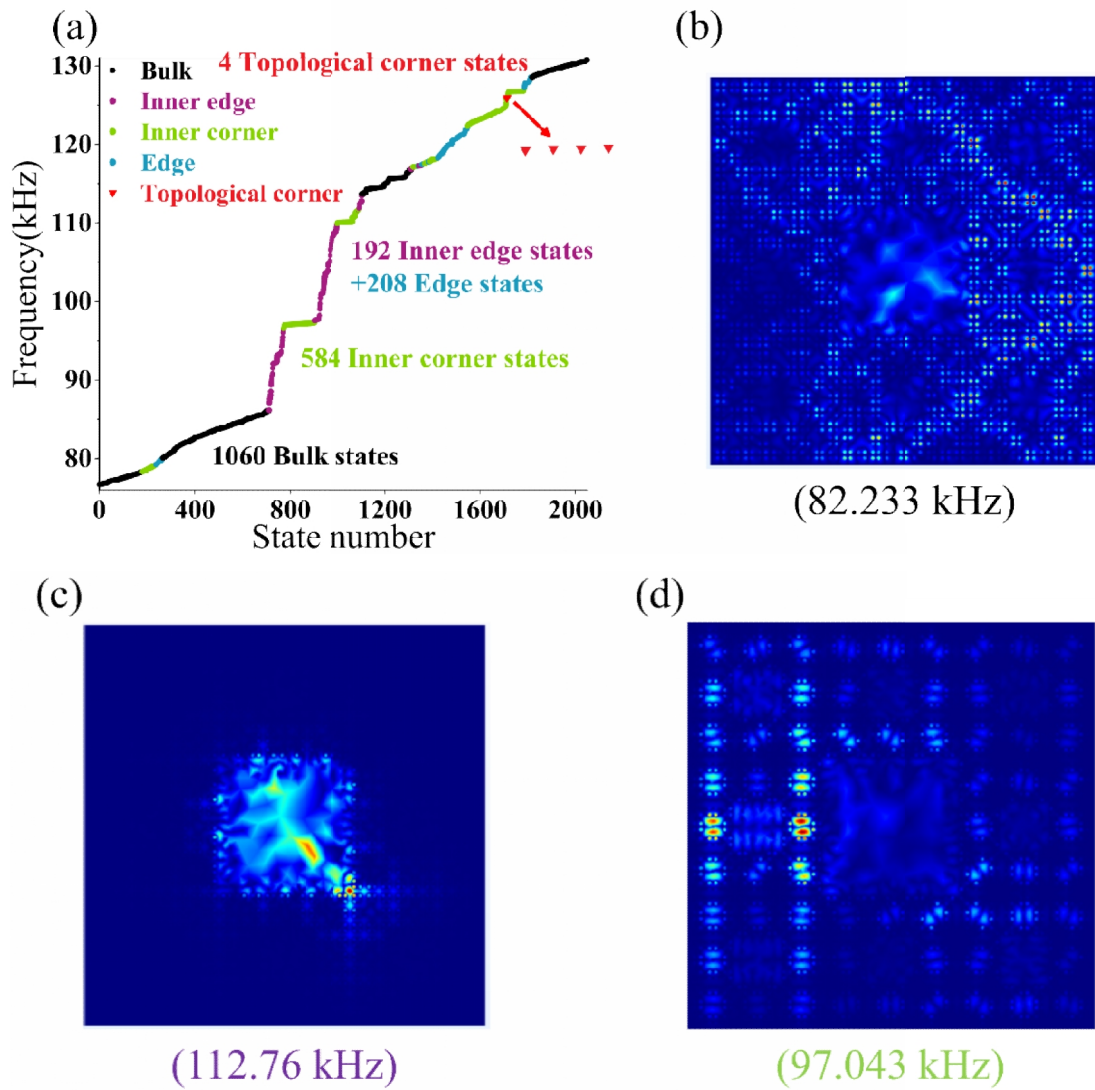 (a)
130
120
110
100
90
80
Frequency(kHz)
Bulk
Inner edge
Inner corner
Edge
Topological corner
4 Topological corner states
192 Inner edge states
+208 Edge states
584 Inner corner states
1060 Bulk states
0 400 800 1200 1600 2000
State number
(b)
(82.233 kHz)
(c)
(112.76 kHz)
(d)
(97.043 kHz)